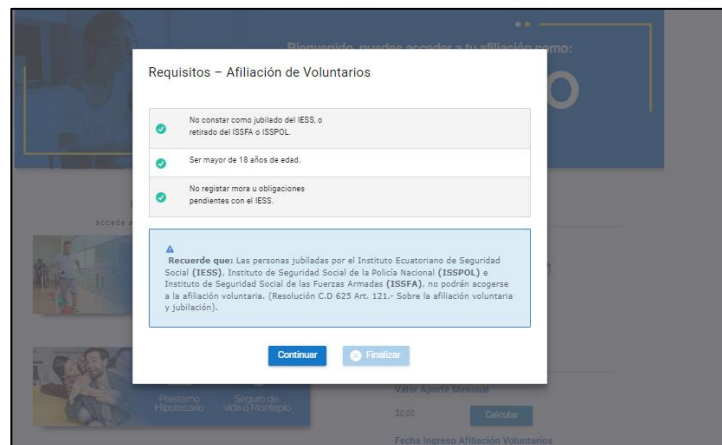 Bienvenido, puedes acceder a tu afiliación como:
Requisitos – Afiliación de Voluntarios
No constar como jubilado del IESS, o
retirado del ISSFA o ISSPOL.
Ser mayor de 18 años de edad.
No registrar mora u obligaciones
pendientes con el IESS.
accede a
Recuerde que: Las personas jubiladas por el Instituto Ecuatoriano de Seguridad
Social (IESS), Instituto de Seguridad Social de la Policía Nacional (ISSPOL) e
Instituto de Seguridad Social de las Fuerzas Armadas (ISSFA), no podrán acogerse
a la afiliación voluntaria. (Resolución C.D 625 Art. 121.- Sobre la afiliación voluntaria
y jubilación).
Continuar
Finalizar
Préstamo
Hipotecario
Seguro de
vida o Montepío
Valor Aporte Mensual
$0,00
Calcular
Fecha Ingreso Afiliación Voluntarios